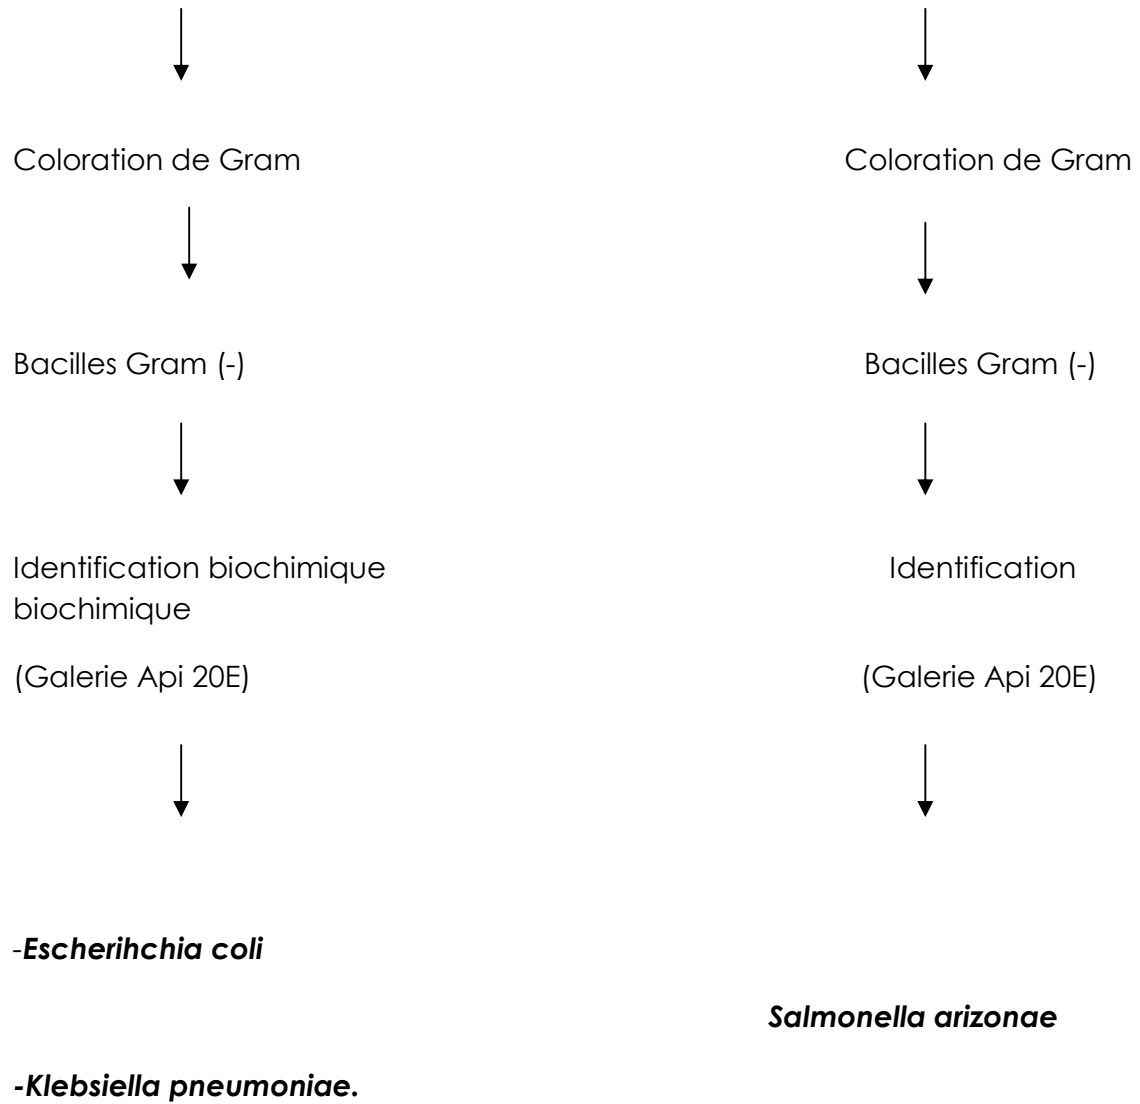 Coloration de Gram Coloration de Gram
Bacilles Gram (-) Bacilles Gram (-)
Identification biochimique Identification
biochimique
(Galerie Api 20E) (Galerie Api 20E)
-Escherihchia coli
Salmonella arizonae
-Klebsiella pneumoniae.